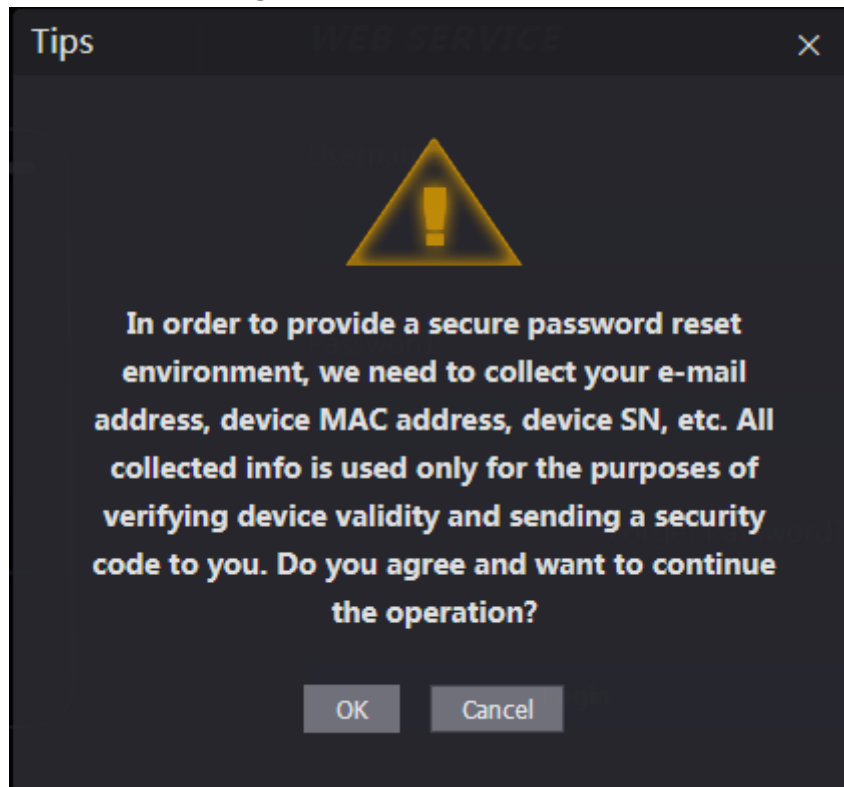 Tips
WEB SERVICE
In order to provide a secure password reset
environment, we need to collect your e-mail
address, device MAC address, device SN, etc. All
collected info is used only for the purposes of
verifying device validity and sending a security
code to you. Do you agree and want to continue
the operation?
OK
Cancel